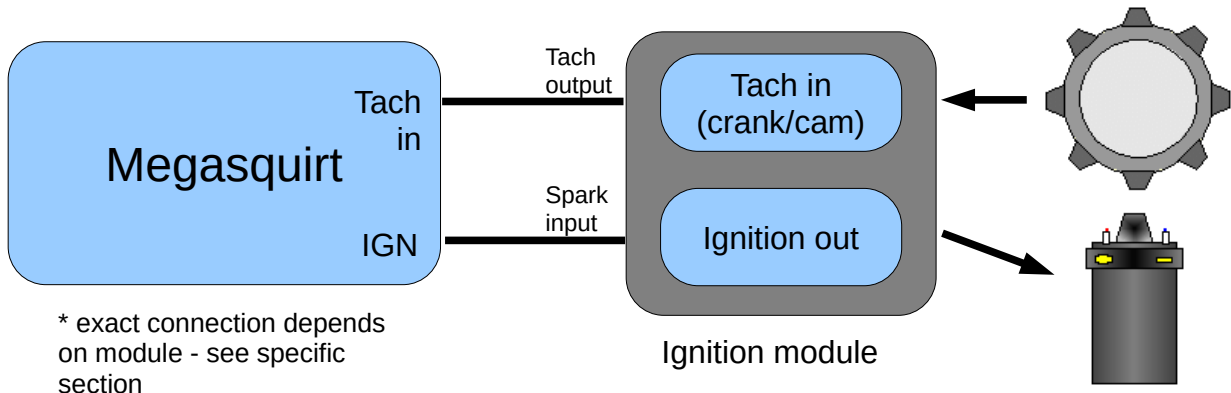 Tach
output
Tach
in
Megasquirt
Spark
input
IGN
Tach in
(crank/cam)
Ignition out
* exact connection depends
on module - see specific
section
Ignition module